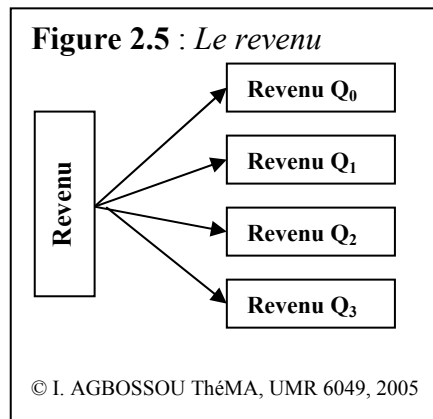 Figure 2.5 : Le revenu
Revenu
Revenu Q₀
Revenu Q₁
Revenu Q₂
Revenu Q₃
© I. AGBOSSOU ThéMA, UMR 6049, 2005